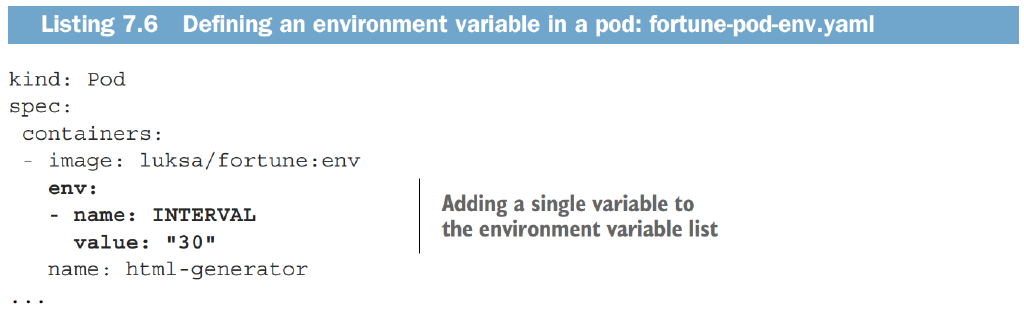 Listing 7.6 Defining an environment variable in a pod: fortune-pod-env.yaml
kind: Pod
spec:
 containers:
 - image: luksa/fortune:env
   env:
   - name: INTERVAL
     value: "30"
   name: html-generator
...
Adding a single variable to
the environment variable list